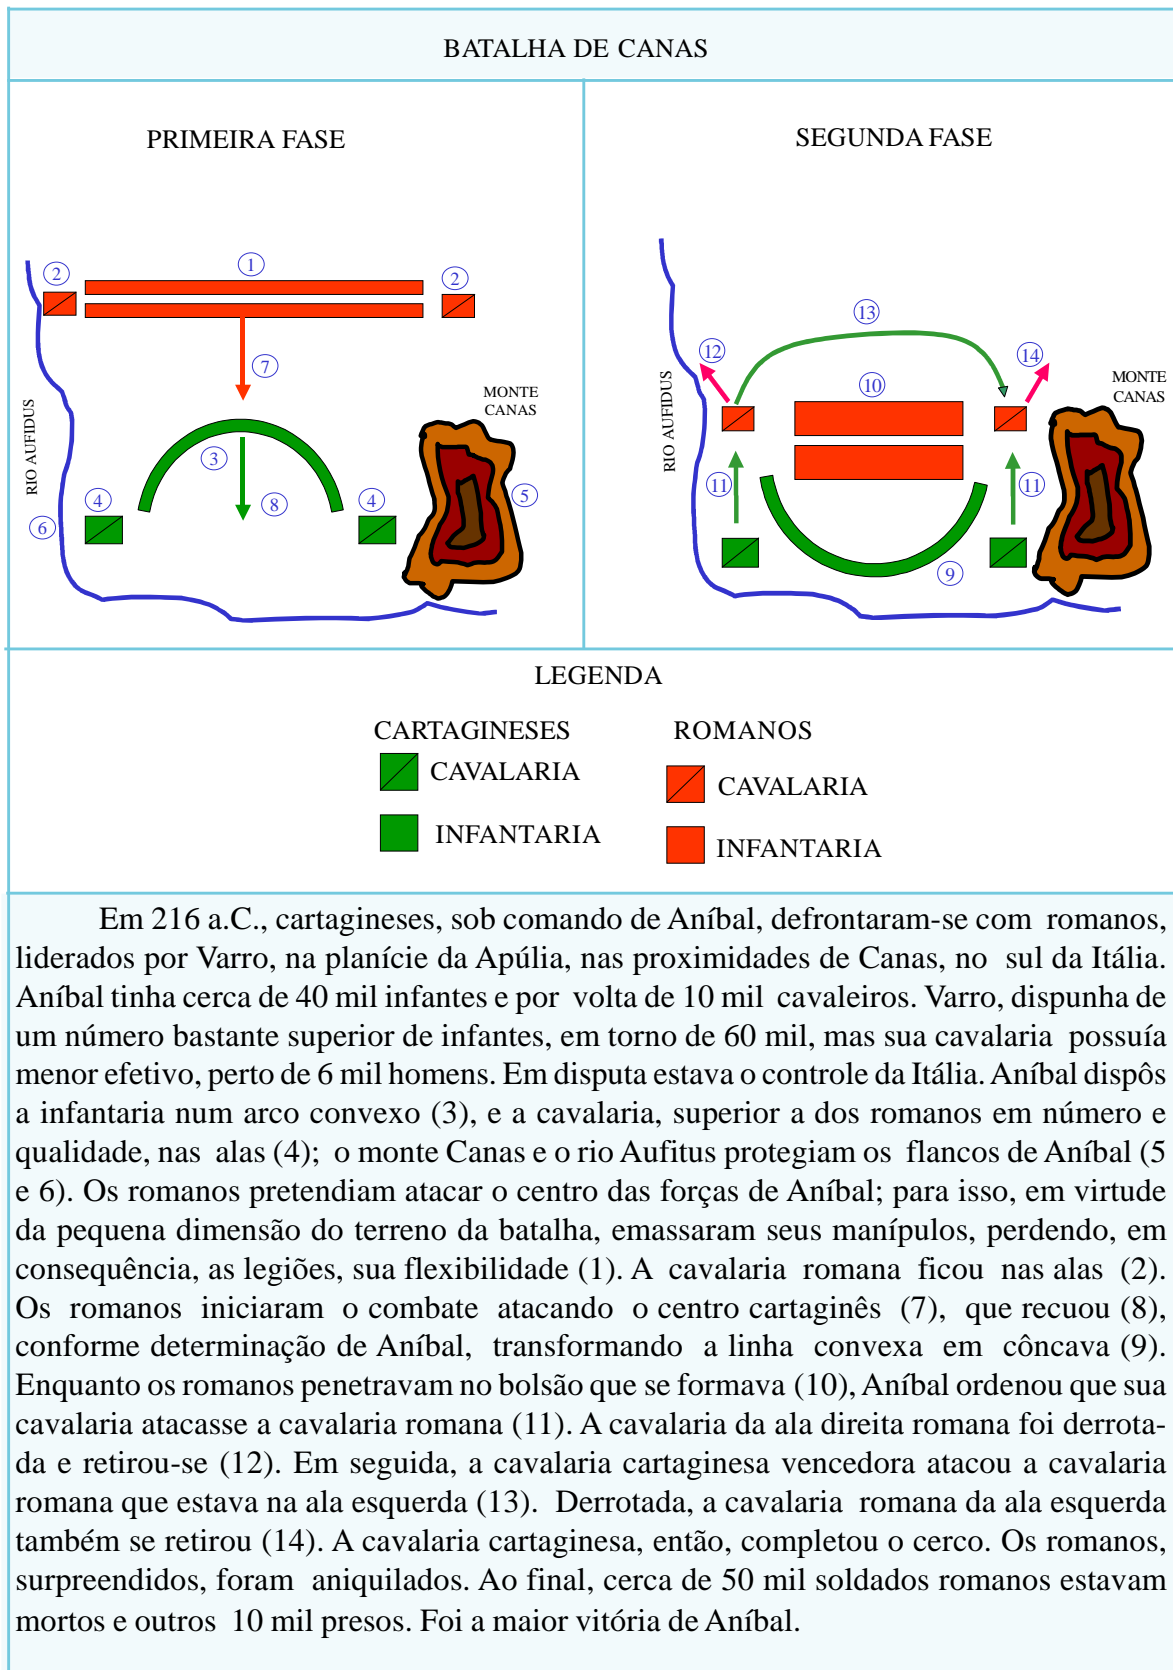 BATALHA DE CANAS
PRIMEIRA FASE
2
1
2
7
MONTE
CANAS
RIO AUFIDUS
3
4
8
4
5
6
SEGUNDA FASE
13
12
14
10
MONTE
CANAS
RIO AUFIDUS
11
11
9
LEGENDA
CARTAGINESES
ROMANOS
CAVALARIA
CAVALARIA
INFANTARIA
INFANTARIA
Em 216 a.C., cartagineses, sob comando de Aníbal, defrontaram-se com romanos,
liderados por Varro, na planície da Apúlia, nas proximidades de Canas, no sul da Itália.
Aníbal tinha cerca de 40 mil infantes e por volta de 10 mil cavaleiros. Varro, dispunha de
um número bastante superior de infantes, em torno de 60 mil, mas sua cavalaria possuía
menor efetivo, perto de 6 mil homens. Em disputa estava o controle da Itália. Aníbal dispôs
a infantaria num arco convexo (3), e a cavalaria, superior a dos romanos em número e
qualidade, nas alas (4); o monte Canas e o rio Aufitus protegiam os flancos de Aníbal (5
e 6). Os romanos pretendiam atacar o centro das forças de Aníbal; para isso, em virtude
da pequena dimensão do terreno da batalha, emassaram seus manípulos, perdendo, em
consequência, as legiões, sua flexibilidade (1). A cavalaria romana ficou nas alas (2).
Os romanos iniciaram o combate atacando o centro cartaginês (7), que recuou (8),
conforme determinação de Aníbal, transformando a linha convexa em côncava (9).
Enquanto os romanos penetravam no bolsão que se formava (10), Aníbal ordenou que sua
cavalaria atacasse a cavalaria romana (11). A cavalaria da ala direita romana foi derrota-
da e retirou-se (12). Em seguida, a cavalaria cartaginesa vencedora atacou a cavalaria
romana que estava na ala esquerda (13). Derrotada, a cavalaria romana da ala esquerda
também se retirou (14). A cavalaria cartaginesa, então, completou o cerco. Os romanos,
surpreendidos, foram aniquilados. Ao final, cerca de 50 mil soldados romanos estavam
mortos e outros 10 mil presos. Foi a maior vitória de Aníbal.